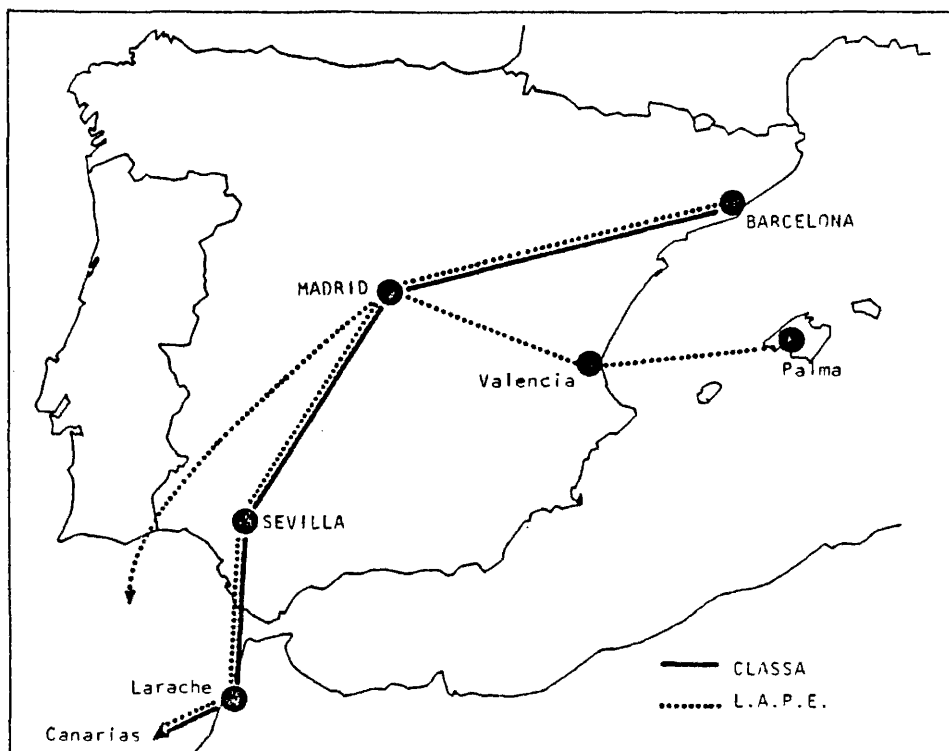 BARCELONA
MADRID
Valencia
Palma
SEVILLA
Larache
Canarias
CLASSA
L.A.P.E.